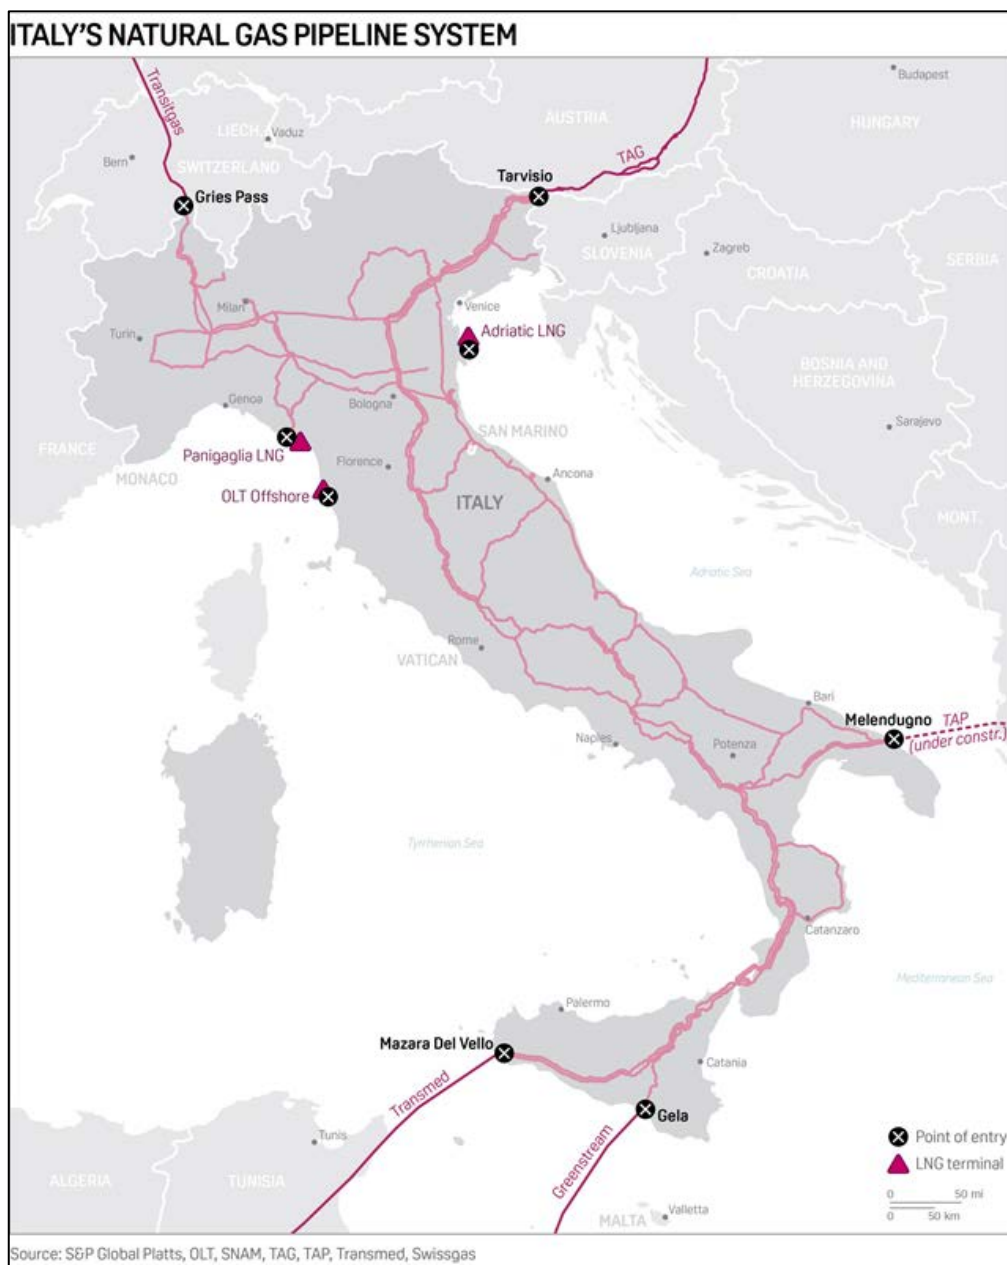 ITALY'S NATURAL GAS PIPELINE SYSTEM
Transitgas
Budapest
AUSTRIA
HUNGARY
LIECH.
Vaduz
Bern
SWITZERLAND
TAG
Tarvisio
Gries Pass
Ljubljana
SLOVENIA
Zagreb
CROATIA
SERBIA
Milan
Venice
Turin
Adriatic LNG
BOSNIA AND
HERZEGOVINA
Genoa
Bologna
Sarajevo
SAN MARINO
FRANCE
Panigaglia LNG
MONACO
Florence
Ancona
OLT Offshore
ITALY
MONT.
Adriatic Sea
Rome
VATICAN
Bari
Melendugno
TAP
(under constr.)
Naples
Potenza
Tyrrhenian Sea
Catanzaro
Mediterranean Sea
Palermo
Mazara Del Vello
Catania
Transmed
Gela
Greenstream
Tunis
ALGERIA
TUNISIA
MALTA
Valletta
Point of entry
LNG terminal
0 50 mi
0 50 km
Source: S&P Global Platts, OLT, SNAM, TAG, TAP, Transmed, Swissgas